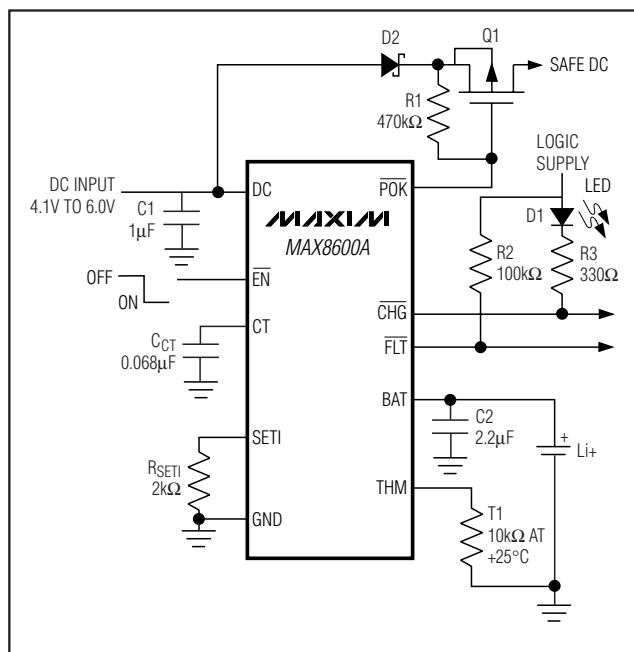 D2
Q1
SAFE DC
R1
470kΩ
LOGIC
SUPPLY
LED
DC INPUT
4.1V TO 6.0V
C1
1µF
DC
POK
MAXIM
MAX8600A
D1
R2
100kΩ
R3
330Ω
OFF
ON
EN
CHG
CT
FLT
CCT
0.068µF
BAT
C2
2.2µF
+
Li+
SETI
RSETI
2kΩ
THM
GND
T1
10kΩ AT
+25°C